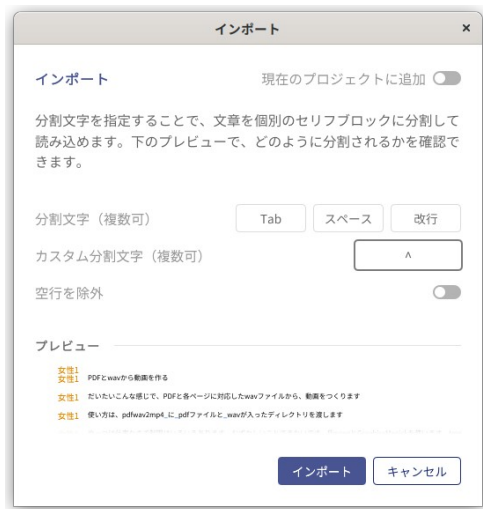 インポート
×
インポート
現在のプロジェクトに追加
分割文字を指定することで、文章を個別のセリフブロックに分割して
読み込めます。下のプレビューで、どのように分割されるかを確認で
きます。
分割文字（複数可）
Tab
スペース
改行
カスタム分割文字（複数可）
^
空行を除外
プレビュー
女性1
女性1 PDFとwavから動画を作る
女性1 だいたいこんな感じで、PDFと各ページに対応したwavファイルから、動画をつくります
女性1 使い方は、pdfwav2mp4_に_pdfファイルと_wavが入ったディレクトリを渡します
インポート
キャンセル